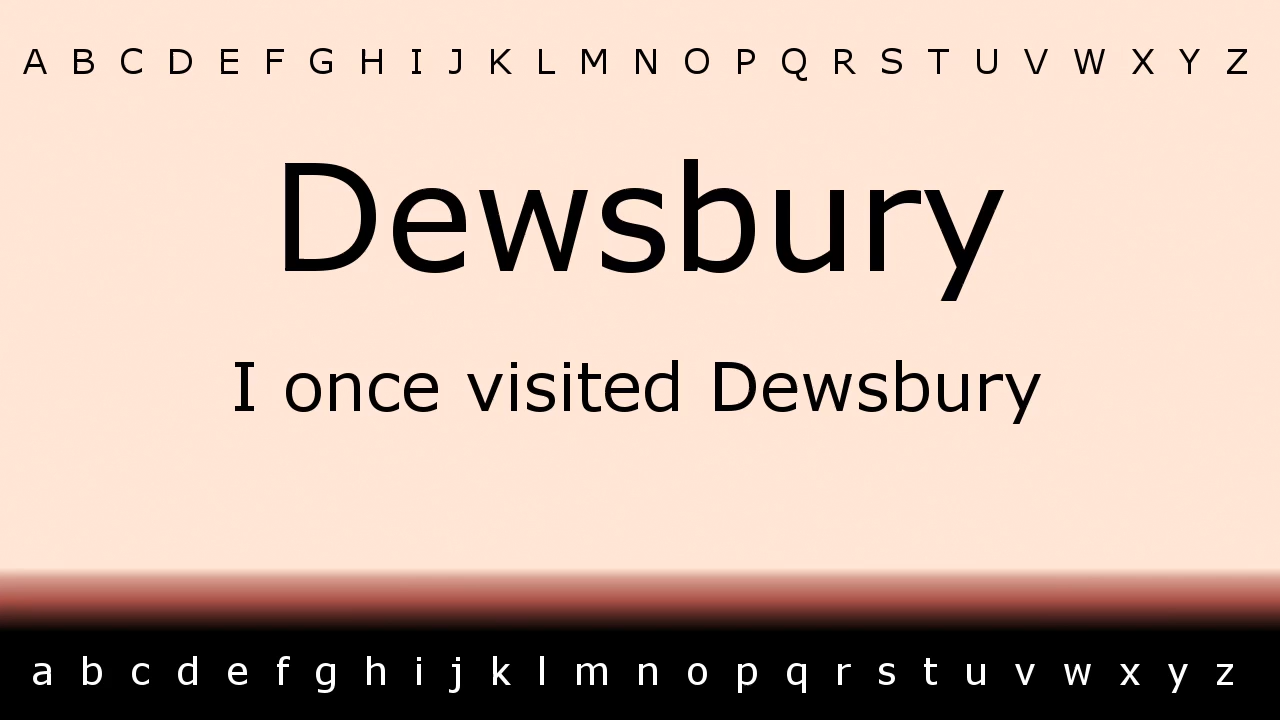 A B C D E F G H I J K L M N O P Q R S T U V W X Y Z
Dewsbury
I once visited Dewsbury
a b c d e f g h i j k l m n o p q r s t u v w x y z